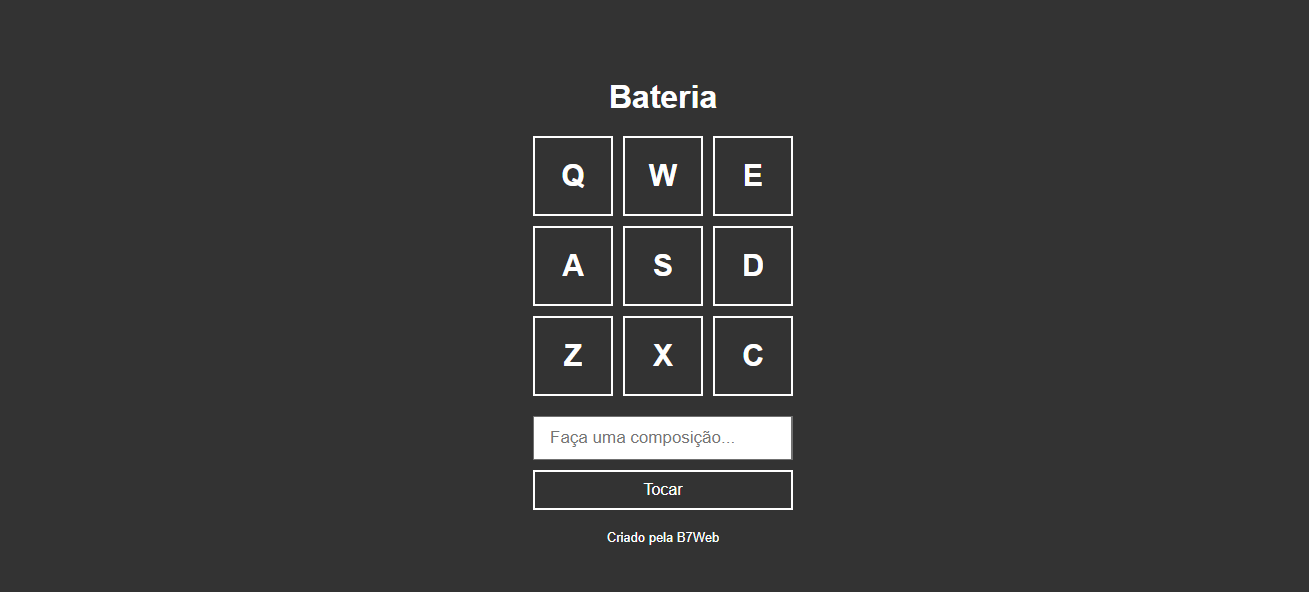 Bateria
Q W E
A S D
Z X C
Faça uma composição...
Tocar
Criado pela B7Web